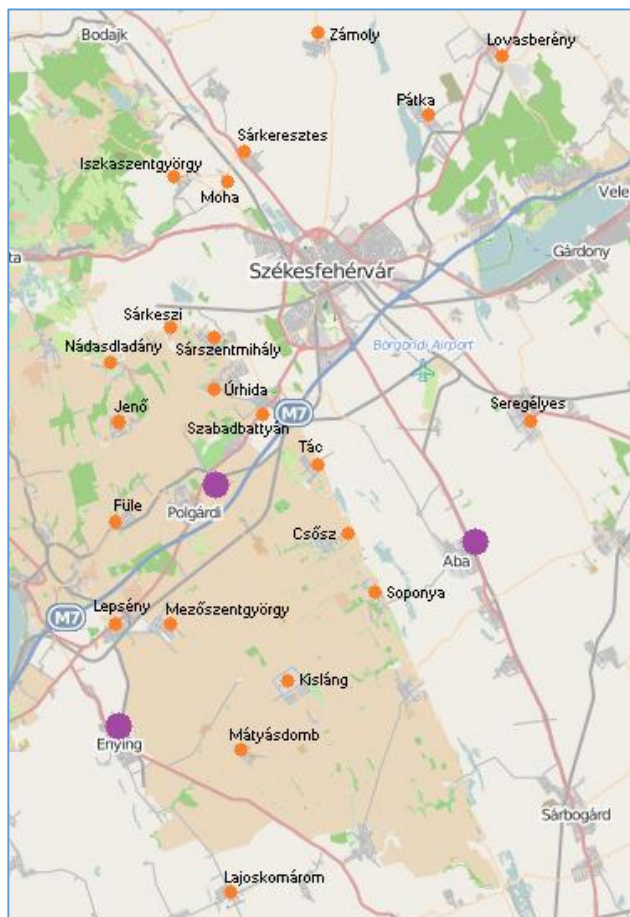 Zámoly
Bodajk
Lovasberény
Pátka
Sárkeresztes
Iszkaszentgyörgy
Moha
Vele
Gárdony
ta
Székesfehérvár
Sárkeszi
Sárszentmihály
Börgöndi Airport
Nádasdladány
Úrhida
Jenő
M7
Seregélyes
Szabadbattyán
Tác
Füle
Polgárdi
Csősz
Aba
Soponya
Lepsény
Mezőszentgyörgy
M7
Kisláng
Enying
Mátyásdomb
Sárbogárd
Lajoskomárom